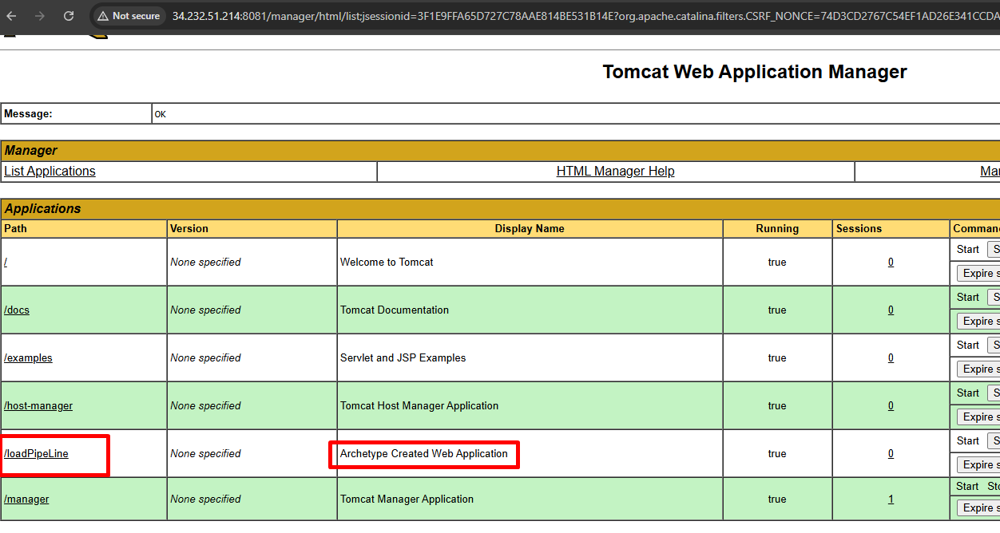 Not secure 34.232.51.214:8081/manager/html/list;jsessionid=3F1E9FFA65D727C78AAE814BE531B14E?org.apache.catalina.filters.CSRF_NONCE=74D3CD2767C54EF1AD26E341CCDA
Tomcat Web Application Manager
Message: OK
Manager
List Applications HTML Manager Help
Applications
Path Version Display Name Running Sessions
/ None specified Welcome to Tomcat true 0 Start
Expire
/docs None specified Tomcat Documentation true 0 Start
Expire
/examples None specified Servlet and JSP Examples true 0 Start
Expire
/host-manager None specified Tomcat Host Manager Application true 0 Start
Expire
/loadPipeLine None specified Archetype Created Web Application true 0 Start
Expire
/manager None specified Tomcat Manager Application true 1 Start
Expire